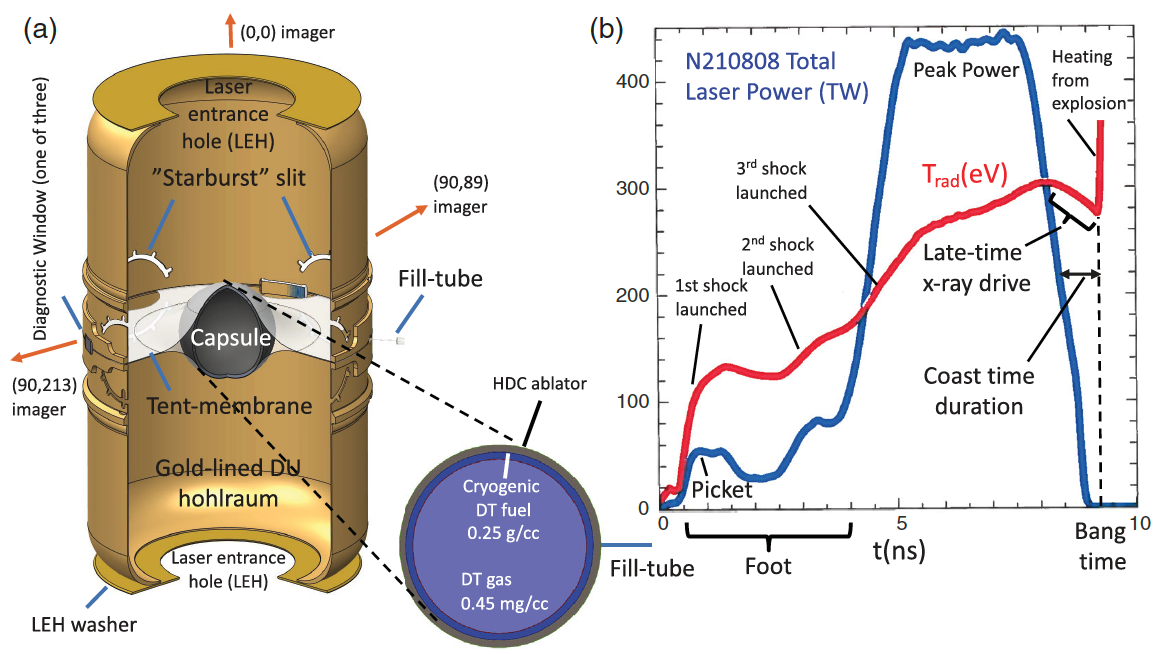 (a)
(0,0) imager
Laser
entrance
hole (LEH)
”Starburst” slit
Diagnostic Window (one of three)
(90,89)
imager
Fill-tube
Capsule
(90,213)
imager
Tent-membrane
Gold-lined DU
hohlraum
Laser entrance
hole (LEH)
LEH washer
HDC ablator
Cryogenic
DT fuel
0.25 g/cc
DT gas
0.45 mg/cc
Fill-tube
(b)
N210808 Total
Laser Power (TW)
Peak Power
Heating
from
explosion
3rd shock
launched
Trad(eV)
2nd shock
launched
1st shock
launched
Late-time
x-ray drive
Coast time
duration
Picket
400
300
200
100
0
0
5
10
Foot
t(ns)
Bang
time